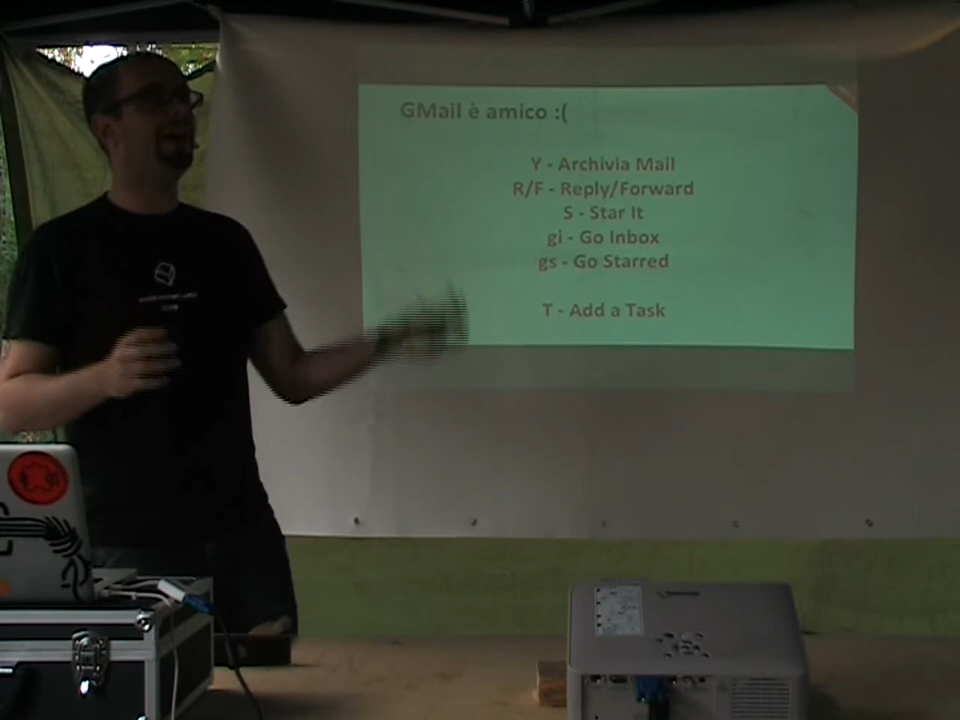 GMail è amico :(
Y - Archivia Mail
R/F - Reply/Forward
S - Star It
gi - Go Inbox
gs - Go Starred
T - Add a Task